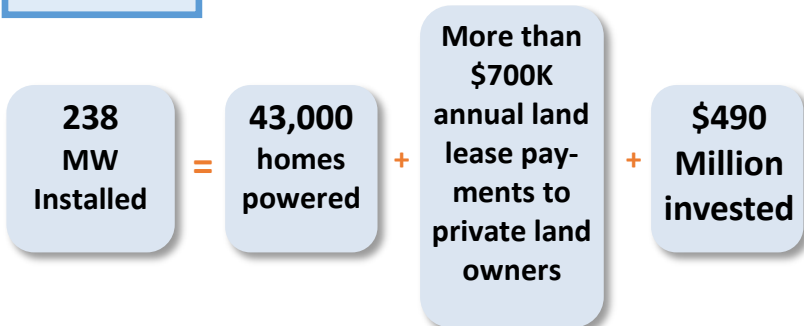 238
MW
Installed
=
43,000
homes
powered
+
More than
$700K
annual land
lease pay-
ments to
private land
owners
+
$490
Million
invested